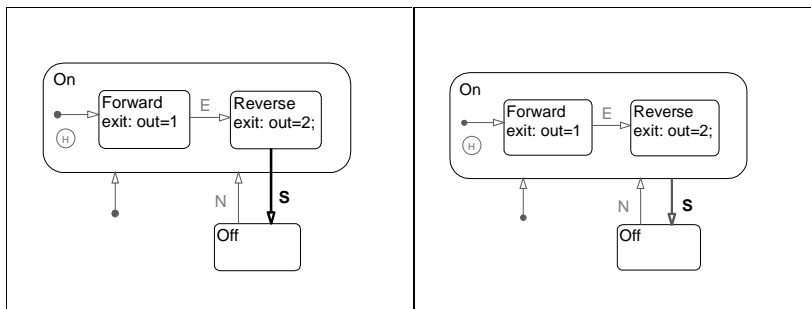 On
Forward
exit: out=1
E
Reverse
exit: out=2;
H
N
S
Off
On
Forward
exit: out=1
E
Reverse
exit: out=2;
H
N
S
Off